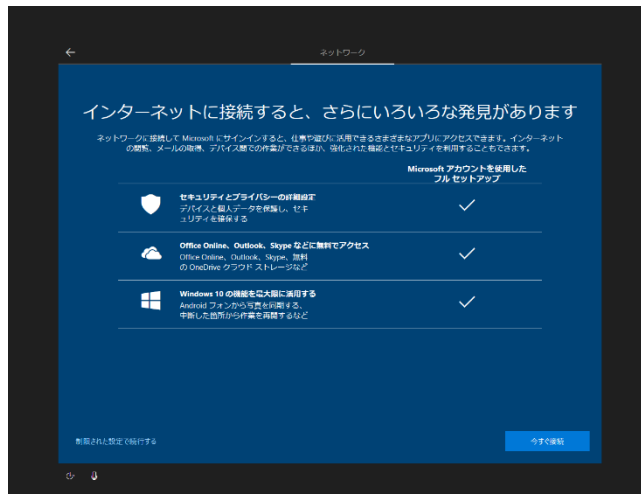 ネットワーク
インターネットに接続すると、さらにいろいろな発見があります
ネットワークに接続して Microsoft にサインインすると、仕事や遊びに活用できるさまざまなアプリにアクセスできます。インターネット
の閲覧、メールの取得、デバイス間での作業ができるほか、強化された機能とセキュリティを利用することもできます。
Microsoft アカウントを使用した
フル セットアップ
セキュリティとプライバシーの詳細設定
デバイスと個人データを保護し、セキ
ュリティを確保する
Office Online、Outlook、Skype などに無料でアクセス
Office Online、Outlook、Skype、無料
の OneDrive クラウド ストレージなど
Windows 10 の機能を最大限に活用する
Android フォンから写真を同期する、
中断した箇所から作業を再開するなど
制限された設定で続行する
今すぐ接続